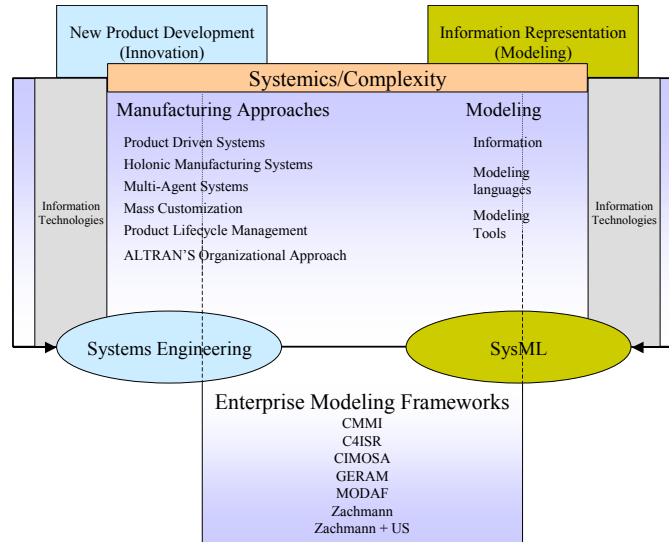 New Product Development
(Innovation)
Information Representation
(Modeling)
Systemics/Complexity
Manufacturing Approaches
Product Driven Systems
Holonic Manufacturing Systems
Multi-Agent Systems
Mass Customization
Product Lifecycle Management
ALTRAN'S Organizational Approach
Modeling
Information
Modeling
languages
Modeling
Tools
Information
Technologies
Information
Technologies
Systems Engineering
SysML
Enterprise Modeling Frameworks
CMMI
C4ISR
CIMOSA
GERAM
MODAF
Zachmann
Zachmann + US